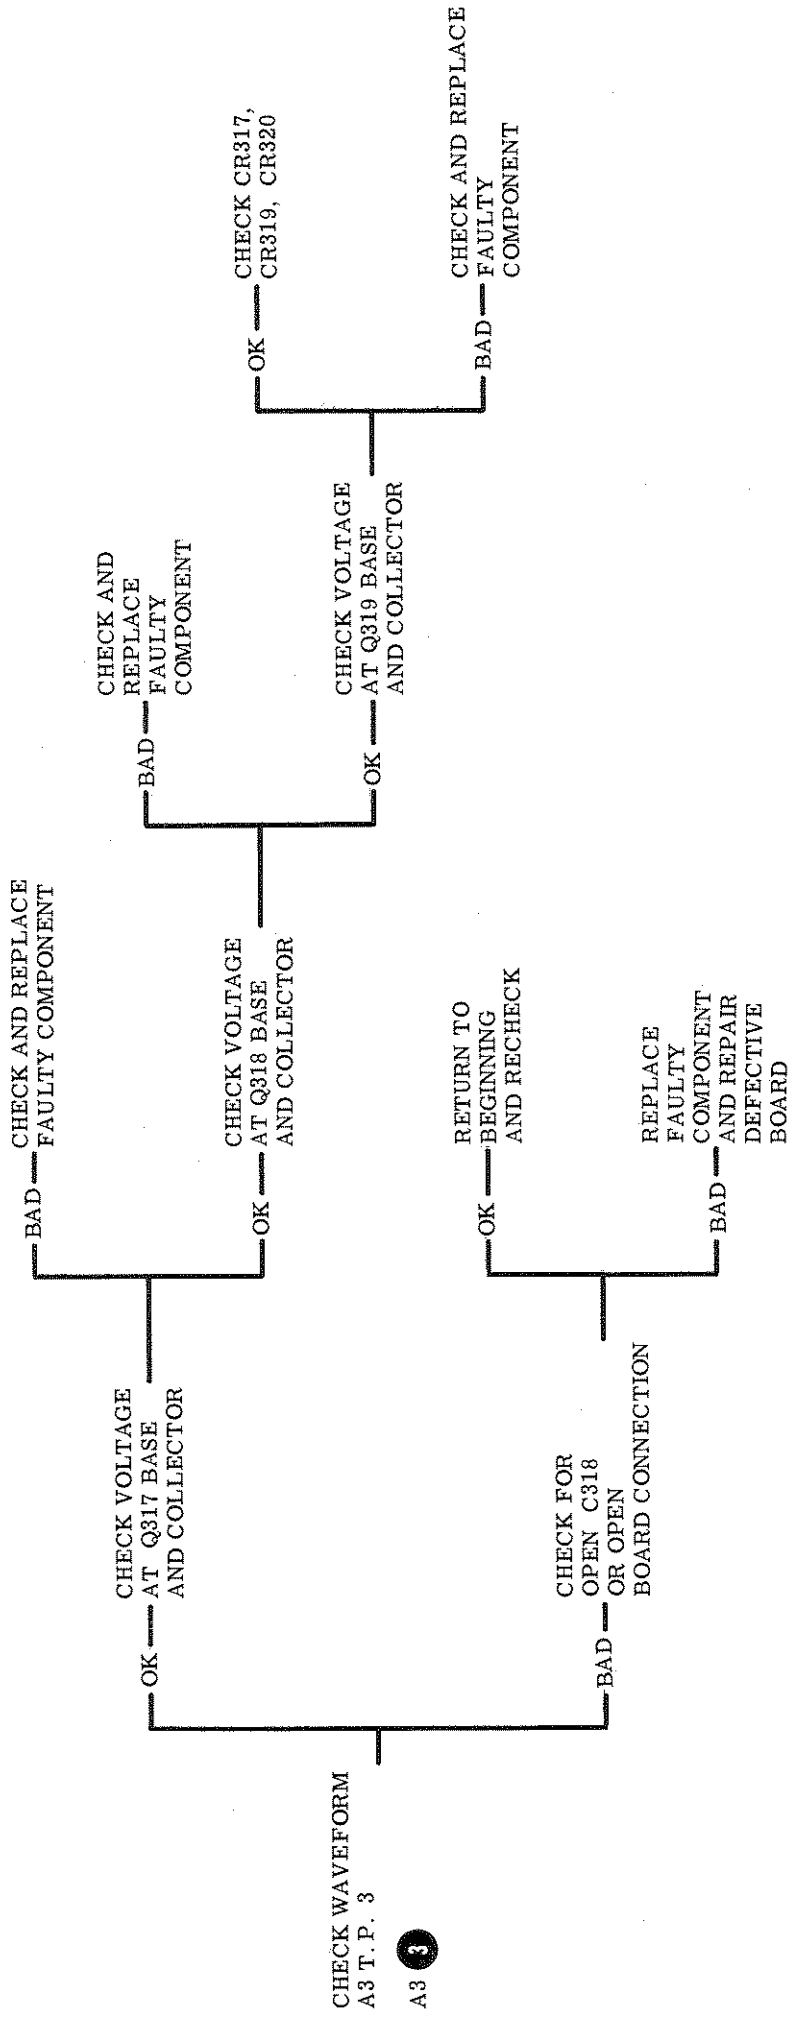 CHECK WAVEFORM
A3 T.P. 3
A3 3
OK
CHECK VOLTAGE
AT Q317 BASE
AND COLLECTOR
BAD
CHECK AND REPLACE
FAULTY COMPONENT
OK
CHECK VOLTAGE
AT Q318 BASE
AND COLLECTOR
BAD
CHECK AND
REPLACE
FAULTY
COMPONENT
OK
CHECK VOLTAGE
AT Q319 BASE
AND COLLECTOR
OK
CHECK CR317,
CR319, CR320
BAD
CHECK AND REPLACE
FAULTY
COMPONENT
BAD
CHECK FOR
OPEN C318
OR OPEN
BOARD CONNECTION
OK
RETURN TO
BEGINNING
AND RECHECK
BAD
REPLACE
FAULTY
COMPONENT
AND REPAIR
DEFECTIVE
BOARD